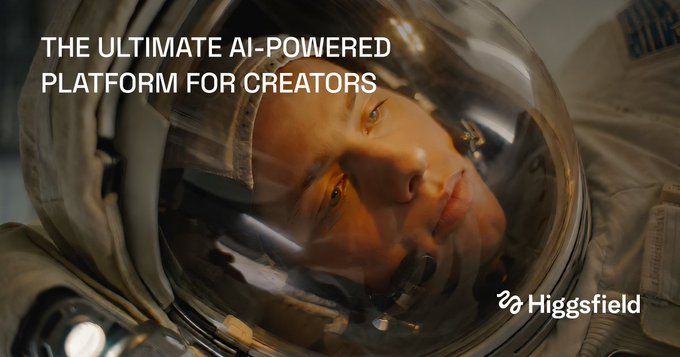 THE ULTIMATE AI-POWERED
PLATFORM FOR CREATORS
Higgsfield